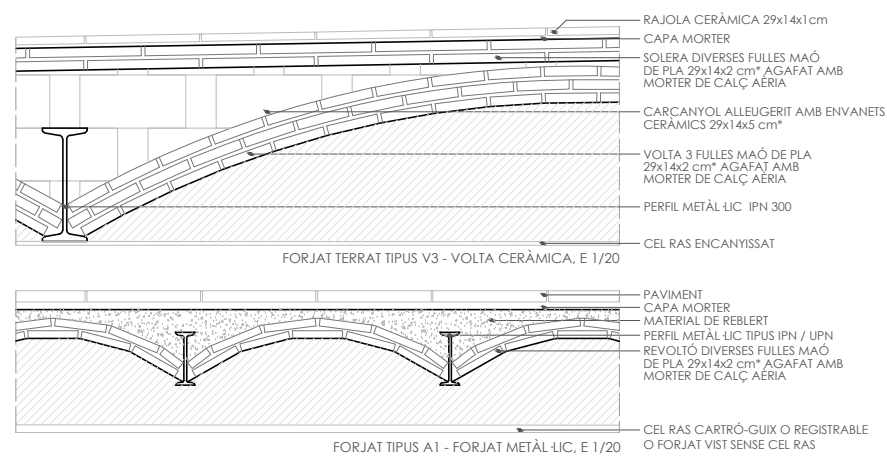 RAJOLA CERÀMICA 29x14x1cm
CAPA MORTER
SOLERA DIVERSES FULLES MAÓ
DE PLA 29x14x2 cm* AGAFAT AMB
MORTER DE CALÇ AÈRIA
CARCANYOL ALLEUGERIT AMB ENVANETS
CERÀMICS 29x14x5 cm*
VOLTA 3 FULLES MAÓ DE PLA
29x14x2 cm* AGAFAT AMB
MORTER DE CALÇ AÈRIA
PERFIL METÀL·LIC IPN 300
CEL RAS ENCANYISSAT
FORJAT TERRAT TIPUS V3 - VOLTA CERÀMICA, E 1/20
PAVIMENT
CAPA MORTER
MATERIAL DE REBLERT
PERFIL METÀL·LIC TIPUS IPN / UPN
REVOLTÓ DIVERSES FULLES MAÓ
DE PLA 29x14x2 cm* AGAFAT AMB
MORTER DE CALÇ AÈRIA
CEL RAS CARTRÓ-GUIX O REGISTRABLE
O FORJAT VIST SENSE CEL RAS
FORJAT TIPUS A1 - FORJAT METÀL·LIC, E 1/20